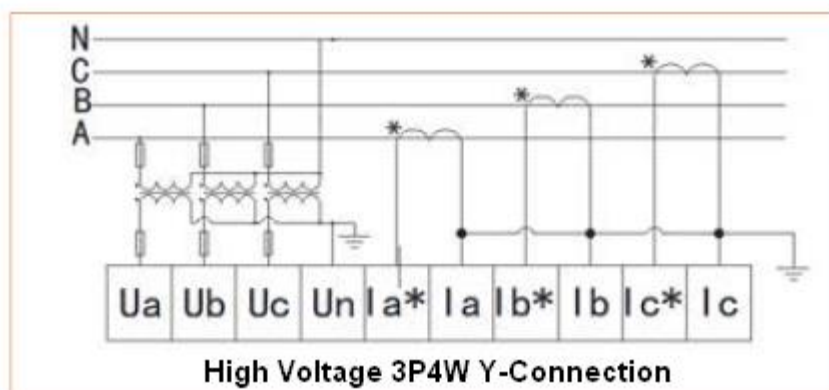 N
C
B
A
*
*
*
Ua Ub Uc Un Ia* Ia Ib* Ib Ic* Ic
High Voltage 3P4W Y-Connection